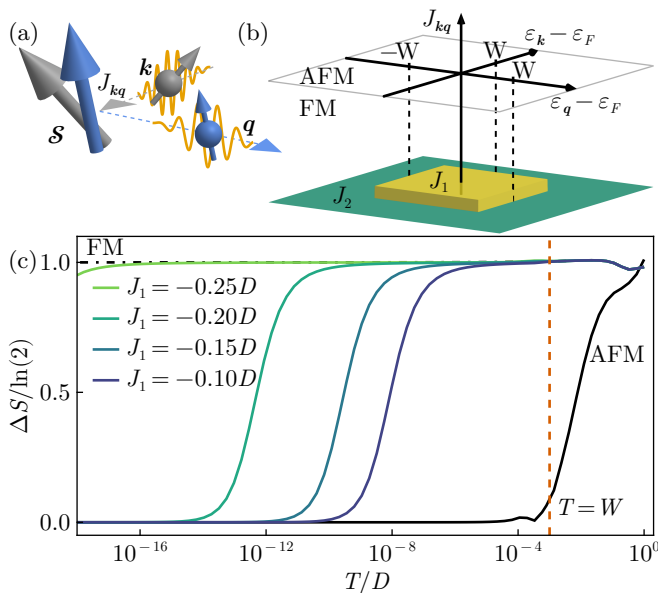 (a)
𝓢
J_{kq}
k
q
(b)
J_{kq}
ε_k − ε_F
−W
W
W
AFM
FM
ε_q − ε_F
J_1
J_2
(c)
FM
1.0
J_1 = −0.25D
J_1 = −0.20D
J_1 = −0.15D
J_1 = −0.10D
AFM
0.5
ΔS/ln(2)
T = W
0.0
10^{−16}
10^{−12}
10^{−8}
10^{−4}
10^0
T/D